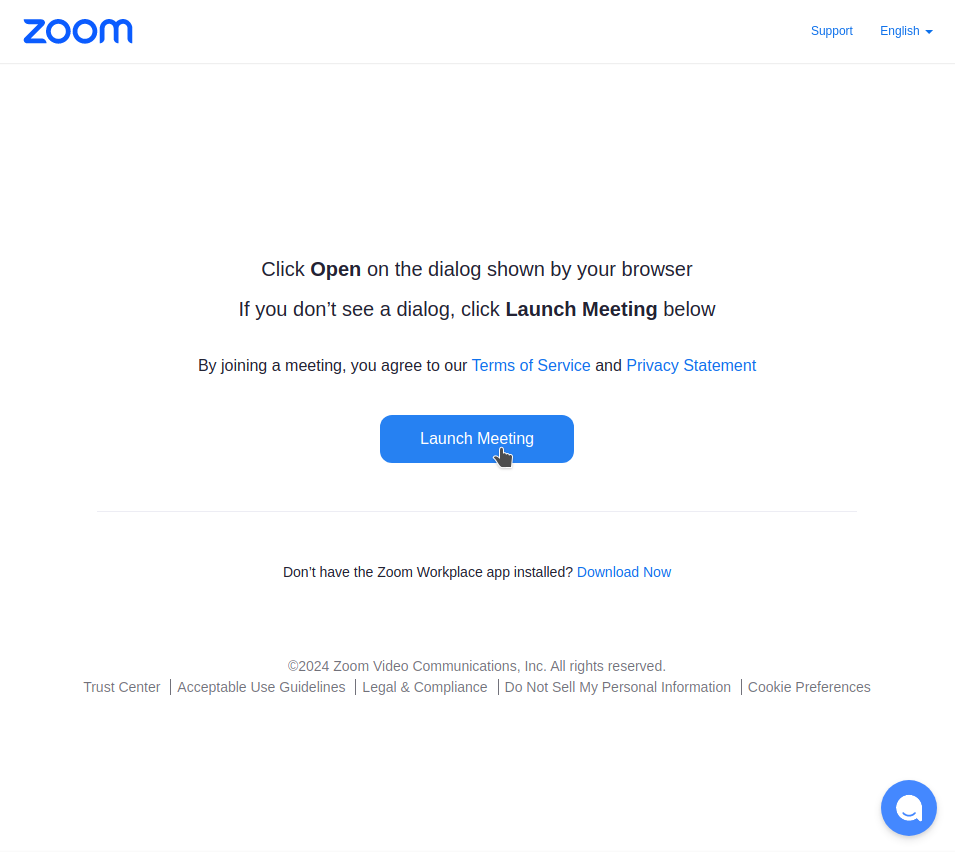 zoom
Support English
Click Open on the dialog shown by your browser
If you don’t see a dialog, click Launch Meeting below
By joining a meeting, you agree to our Terms of Service and Privacy Statement
Launch Meeting
Don’t have the Zoom Workplace app installed? Download Now
©2024 Zoom Video Communications, Inc. All rights reserved.
Trust Center Acceptable Use Guidelines Legal & Compliance Do Not Sell My Personal Information Cookie Preferences